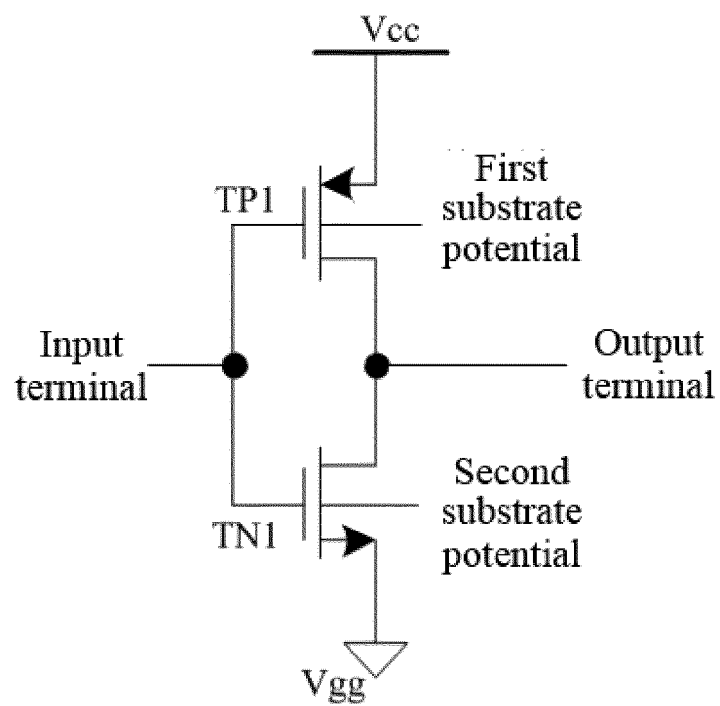 Vcc
First
substrate
potential
TP1
Input
terminal
Output
terminal
Second
substrate
potential
TN1
Vgg